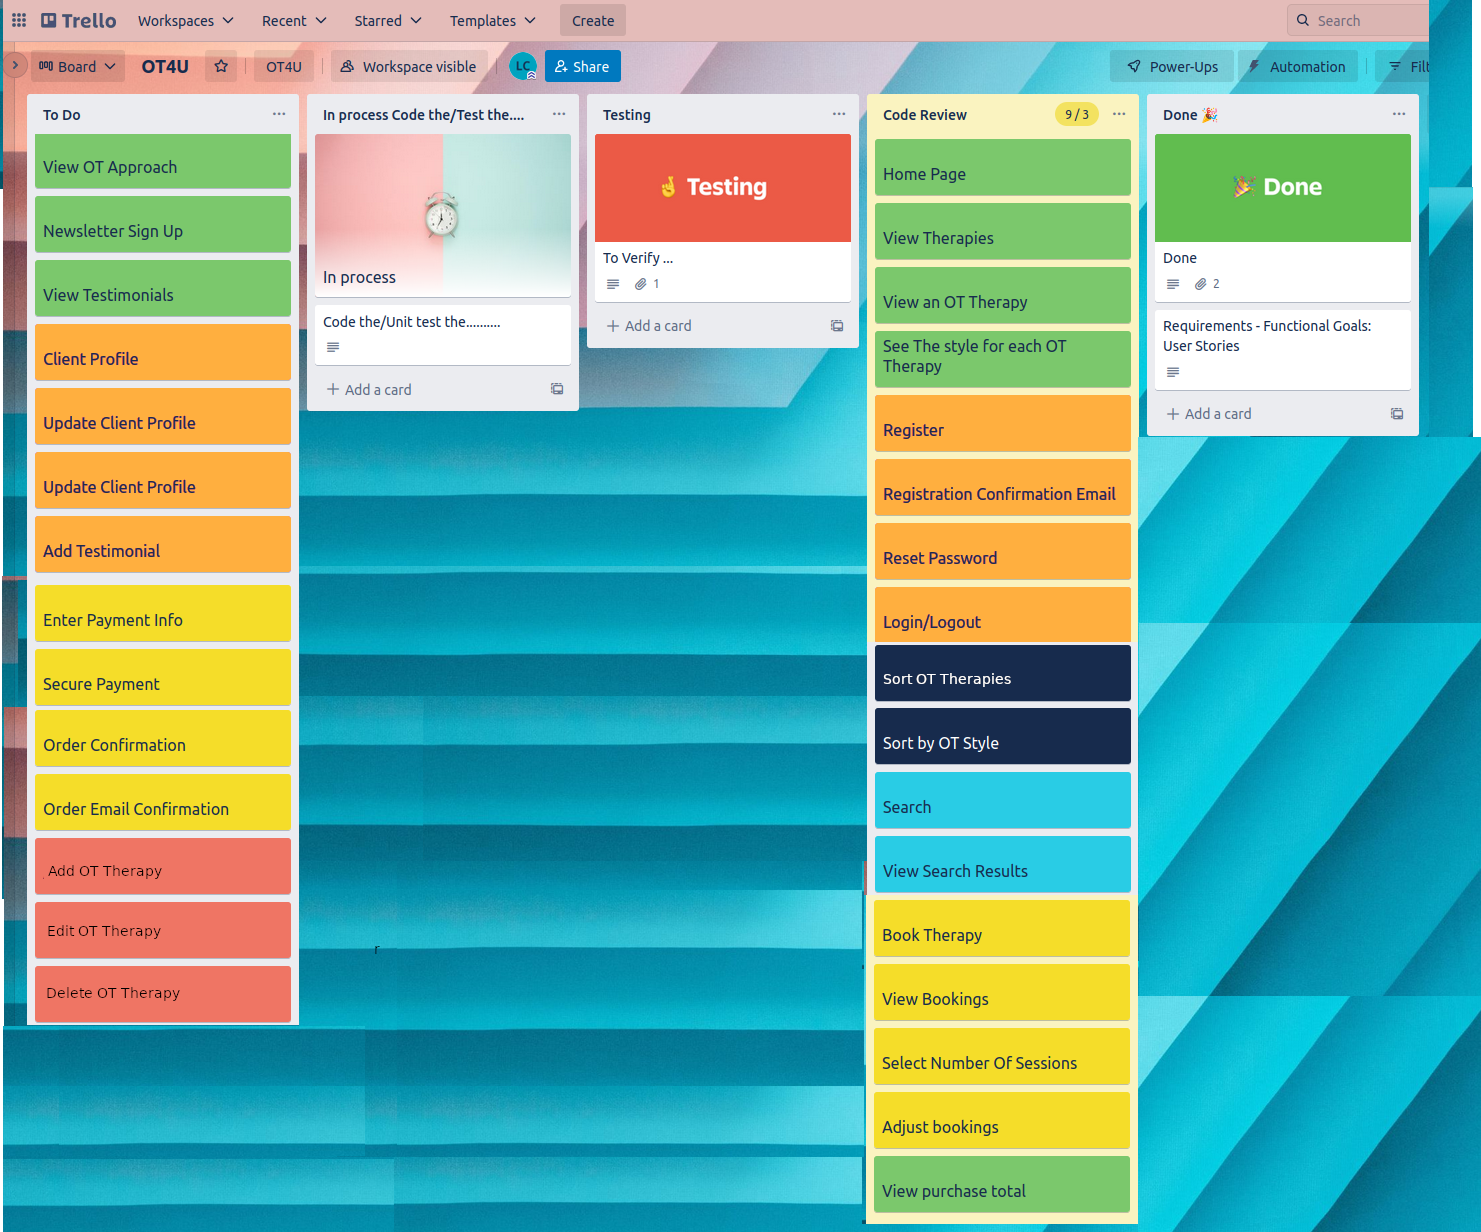 Trello
Workspaces
Recent
Starred
Templates
Create
Search
Board
OT4U
OT4U
Workspace visible
LC
Share
Power-Ups
Automation
Filt
To Do
View OT Approach
Newsletter Sign Up
View Testimonials
Client Profile
Update Client Profile
Update Client Profile
Add Testimonial
Enter Payment Info
Secure Payment
Order Confirmation
Order Email Confirmation
Add OT Therapy
Edit OT Therapy
Delete OT Therapy
In process Code the/Test the....
In process
Code the/Unit test the..........
Add a card
r
Testing
🤞 Testing
To Verify ...
1
Add a card
Code Review
9 / 3
Home Page
View Therapies
View an OT Therapy
See The style for each OT
Therapy
Register
Registration Confirmation Email
Reset Password
Login/Logout
Sort OT Therapies
Sort by OT Style
Search
View Search Results
Book Therapy
View Bookings
Select Number Of Sessions
Adjust bookings
View purchase total
Done 🎉
🎉 Done
Done
2
Requirements - Functional Goals:
User Stories
Add a card